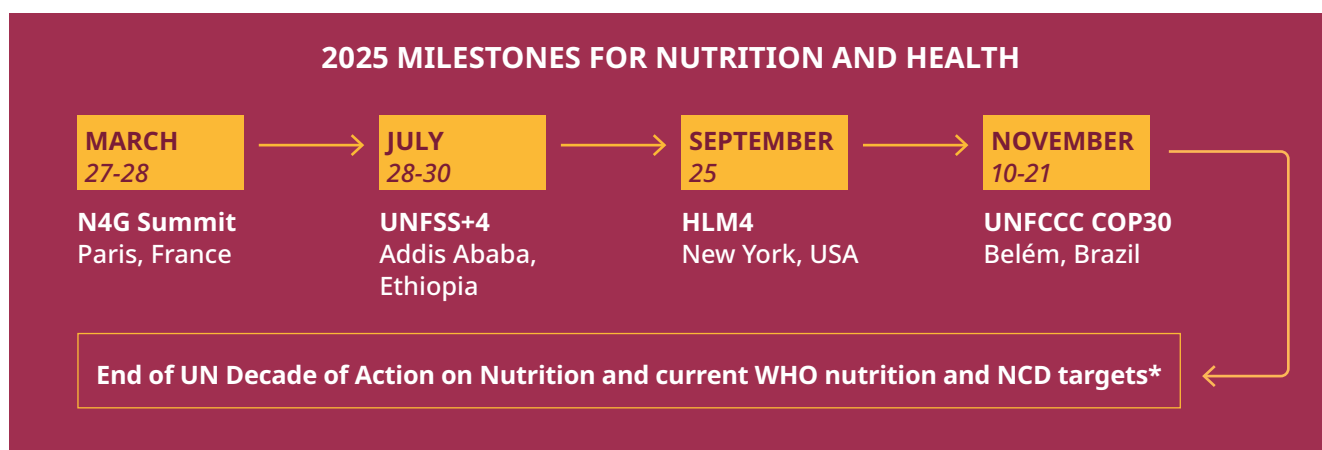 2025 MILESTONES FOR NUTRITION AND HEALTH
MARCH
27-28
N4G Summit
Paris, France
JULY
28-30
UNFSS+4
Addis Ababa,
Ethiopia
SEPTEMBER
25
HLM4
New York, USA
NOVEMBER
10-21
UNFCCC COP30
Belém, Brazil
End of UN Decade of Action on Nutrition and current WHO nutrition and NCD targets*